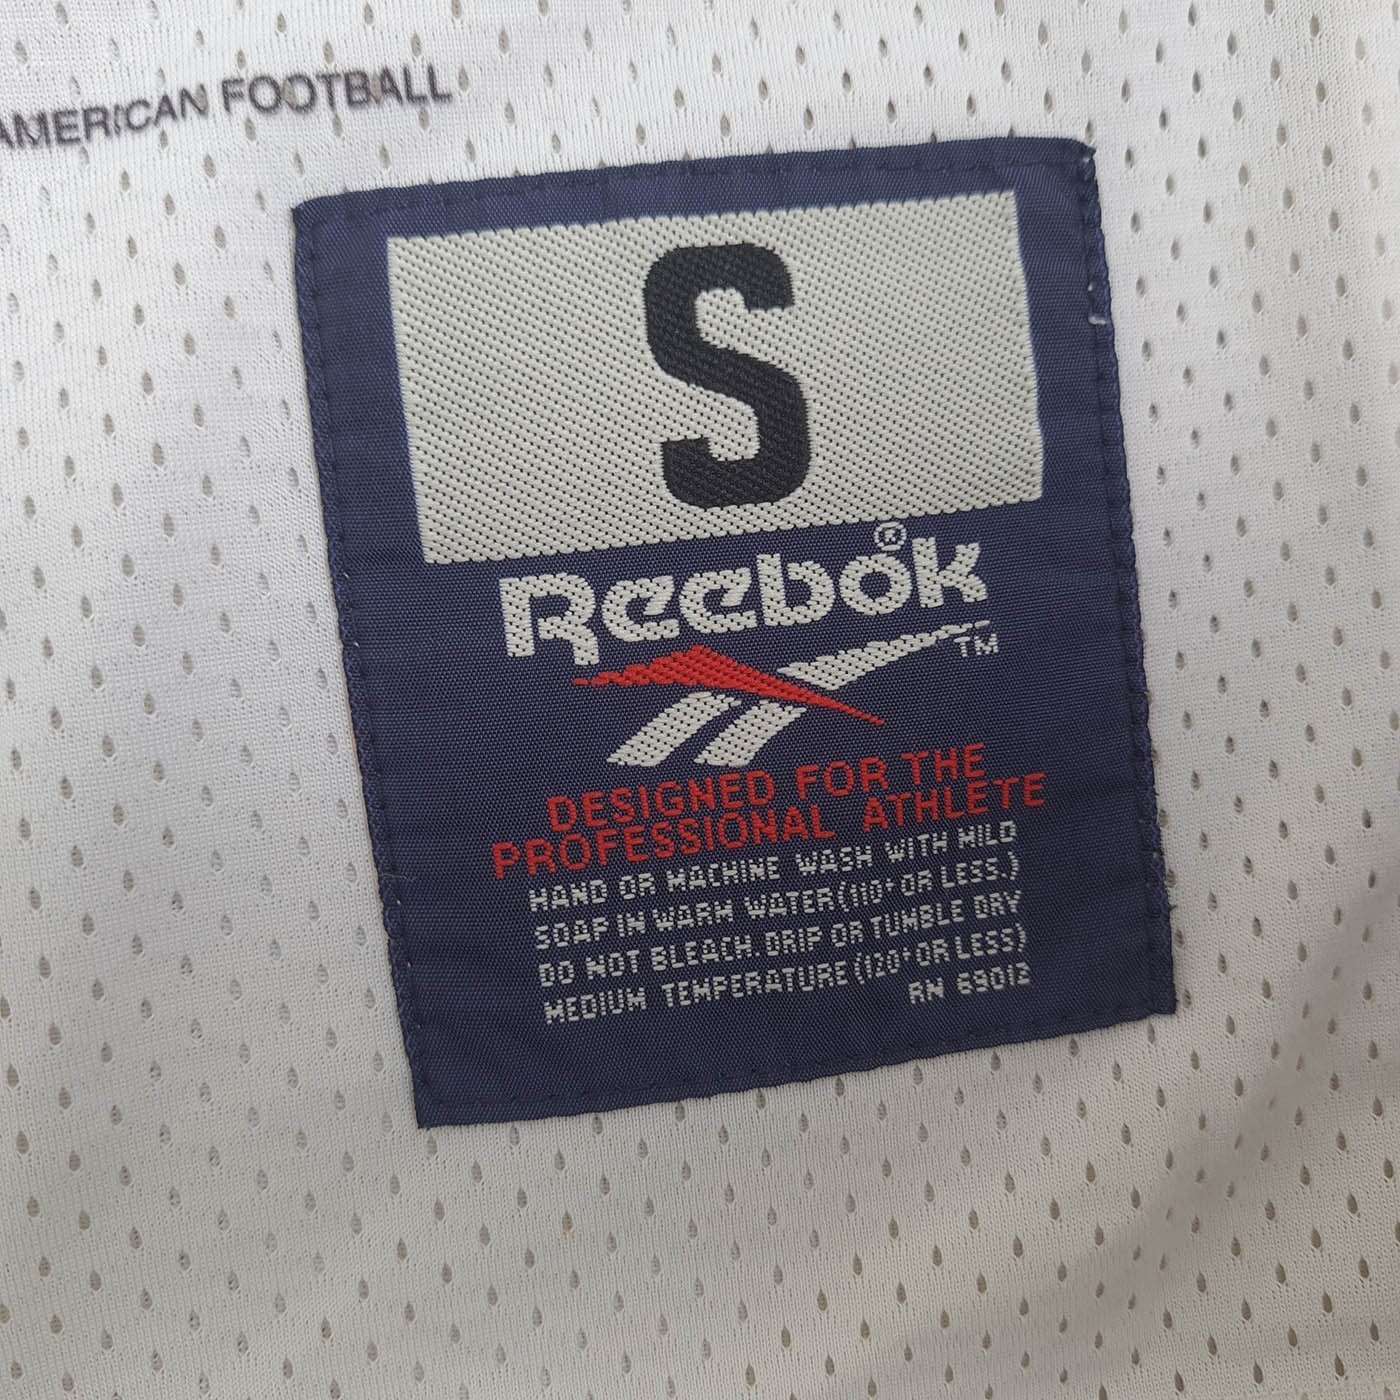 AMERICAN FOOTBALL
S
Reebok®
TM
DESIGNED FOR THE
PROFESSIONAL ATHLETE
HAND OR MACHINE WASH WITH MILD
SOAP IN WARM WATER(110° OR LESS.)
DO NOT BLEACH.DRIP OR TUMBLE DRY
MEDIUM TEMPERATURE(120° OR LESS)
RN 69012